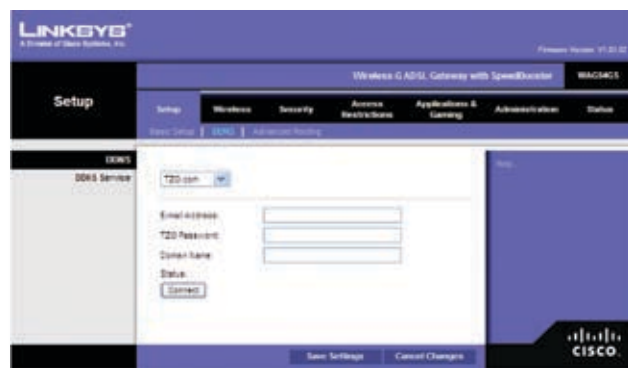 LINKSYS®
A Division of Cisco Systems, Inc.
Firmware Version: V1.01.02
Wireless-G ADSL Gateway with SpeedBooster
WAG54GS
Setup
Setup
Wireless
Security
Access Restrictions
Applications & Gaming
Administration
Status
Basic Setup | DDNS | Advanced Routing
DDNS
DDNS Service
TZO.com
Help...
E-mail Address:
TZO Password:
Domain Name:
Status:
Connect
Save Settings
Cancel Changes
CISCO.